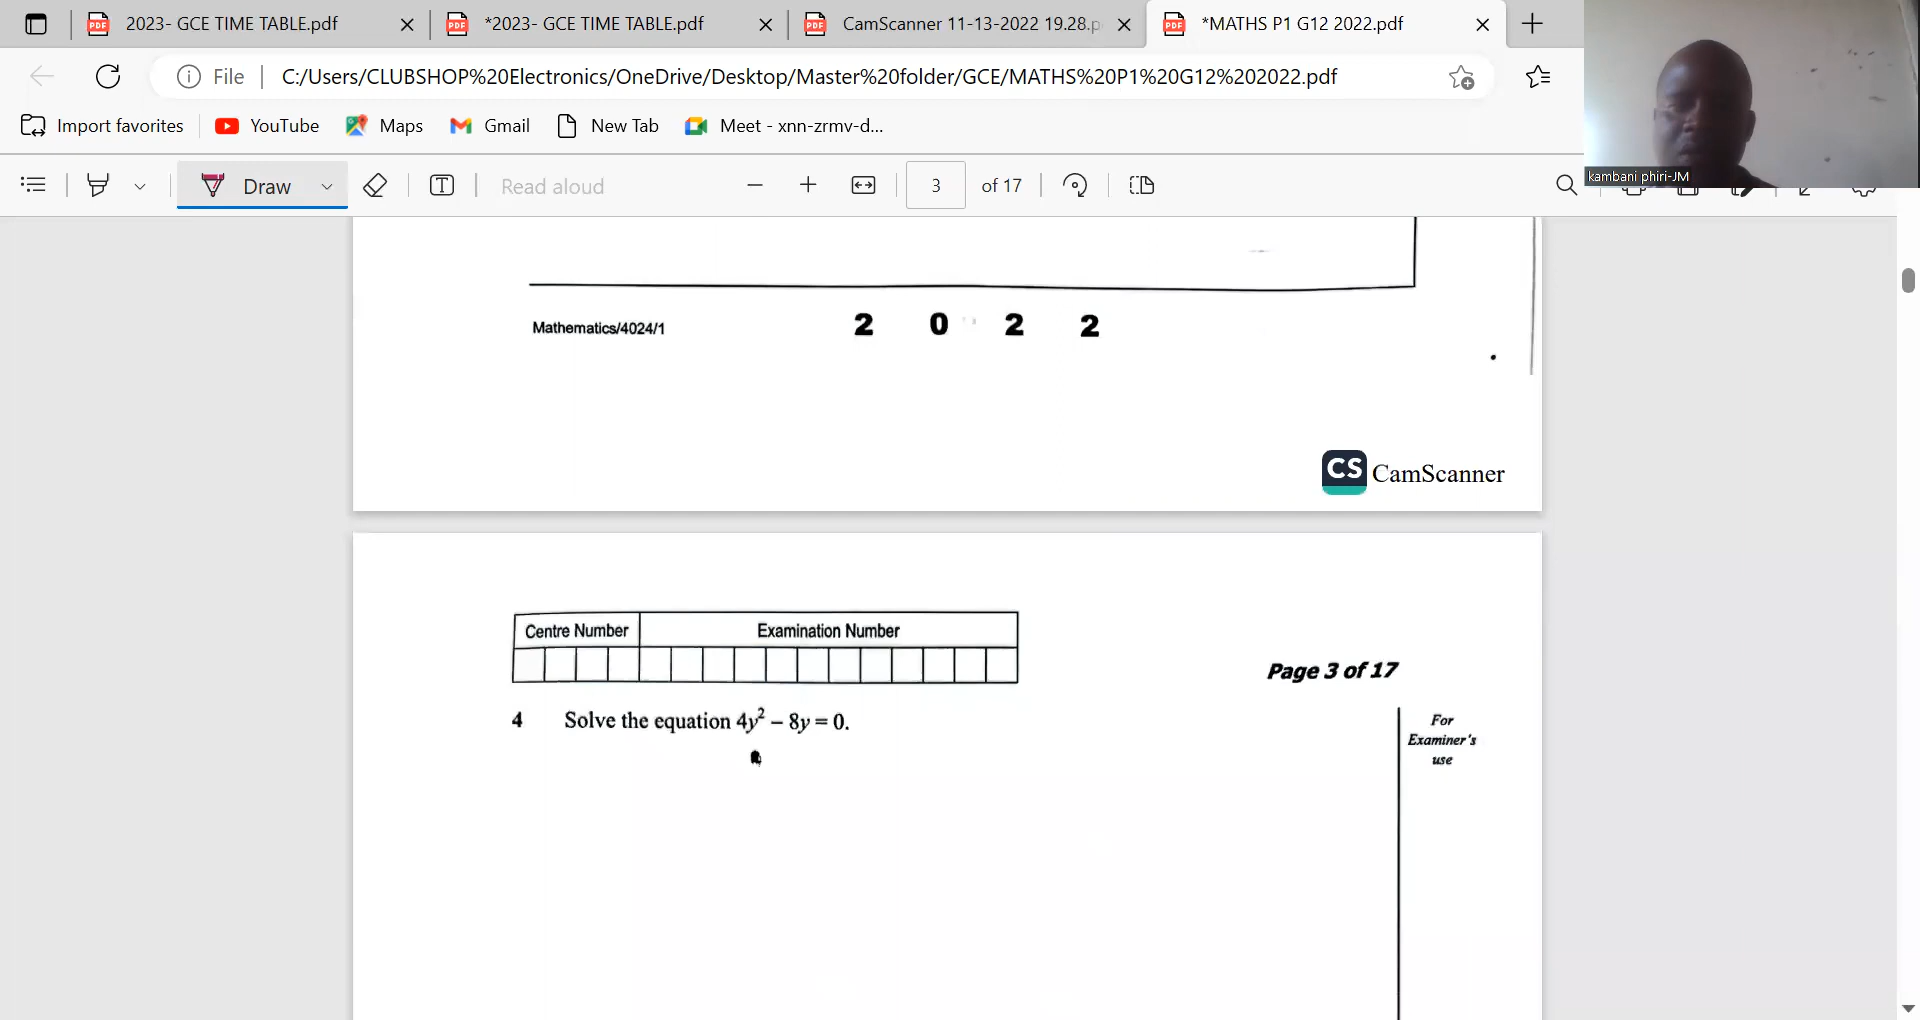 2023- GCE TIME TABLE.pdf
*2023- GCE TIME TABLE.pdf
CamScanner 11-13-2022 19.28.p
*MATHS P1 G12 2022.pdf
File
C:/Users/CLUBSHOP%20Electronics/OneDrive/Desktop/Master%20folder/GCE/MATHS%20P1%20G12%202022.pdf
Import favorites
YouTube
Maps
Gmail
New Tab
Meet - xnn-zrmv-d...
kambani phiri-JM
Draw
Read aloud
3
of 17
Mathematics/4024/1
2 0 2 2
CS CamScanner
Centre Number
Examination Number
Page 3 of 17
4 Solve the equation 4y² – 8y = 0.
For
Examiner's
use